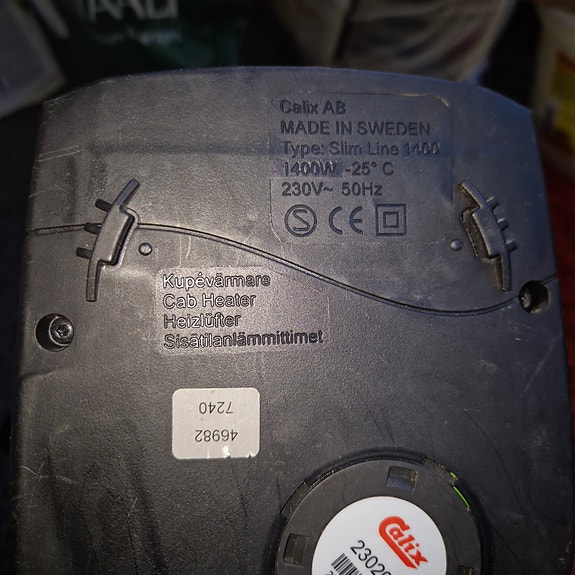 Calix AB
MADE IN SWEDEN
Type: Slim Line 1400
1400W -25° C
230V~ 50Hz
S CE
Kupévärmare
Cab Heater
Heizlüfter
Sisätilanlämmittimet
46982
7240
Calix